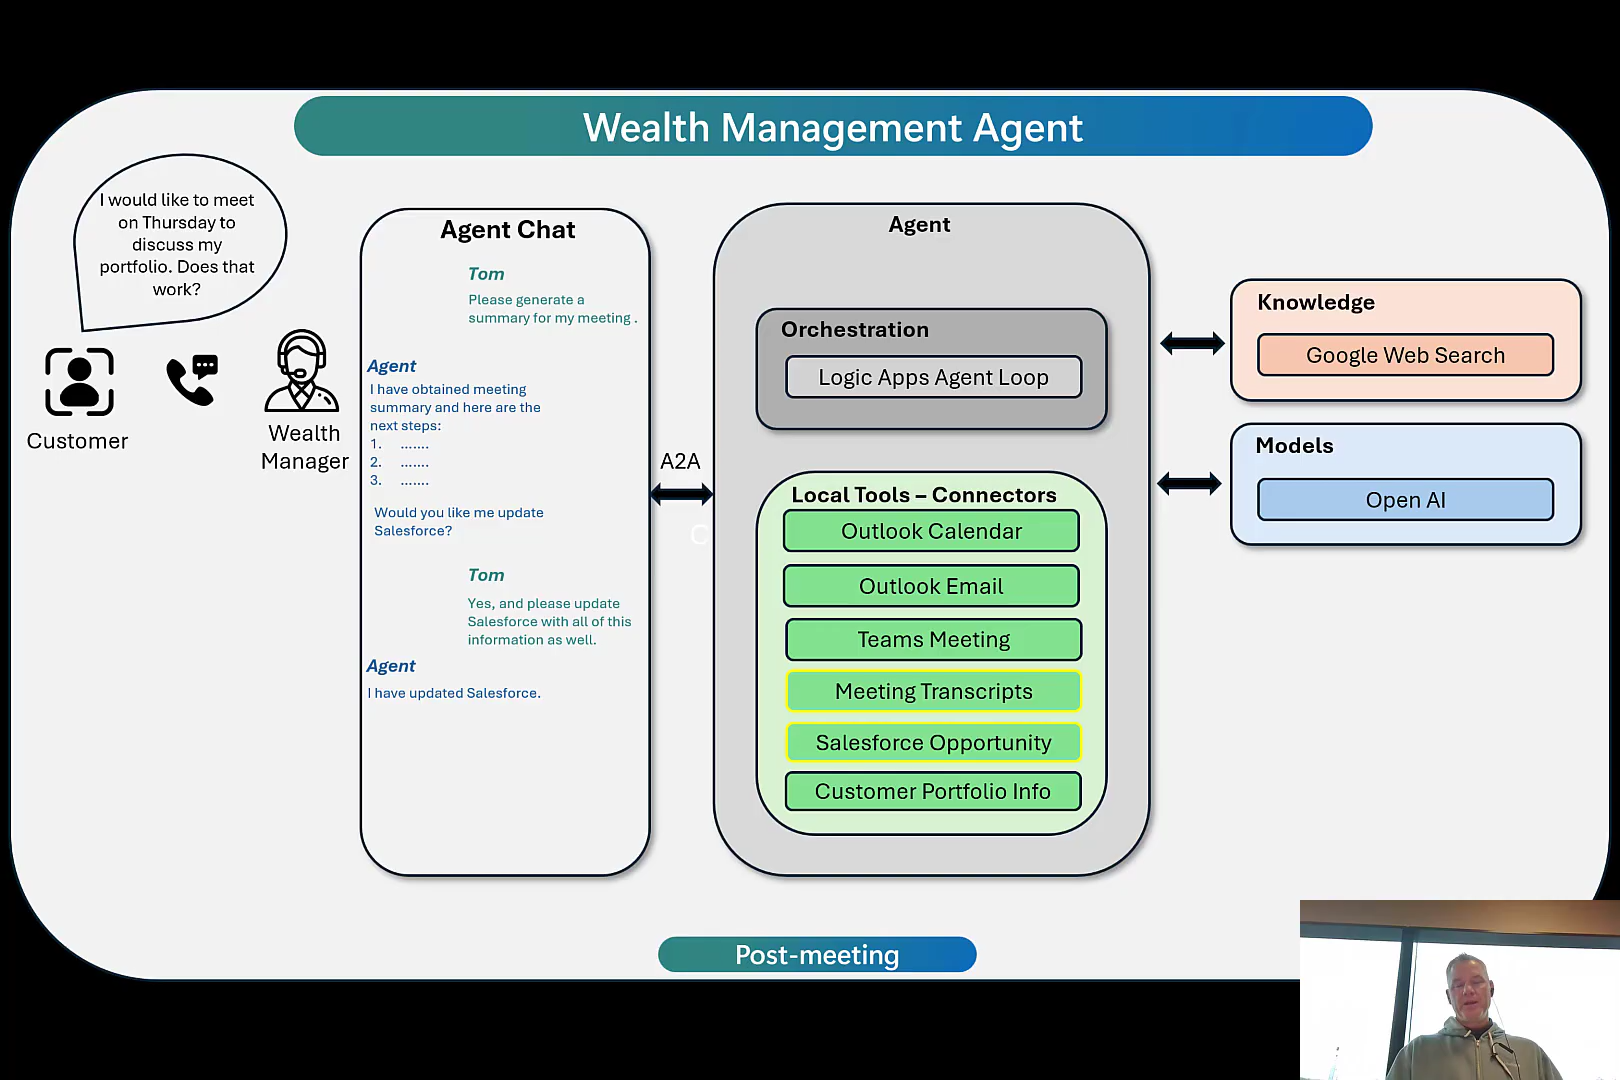 Wealth Management Agent
I would like to meet
on Thursday to
discuss my
portfolio. Does that
work?
Customer
Wealth
Manager
Agent Chat
Tom
Please generate a
summary for my meeting .
Agent
I have obtained meeting
summary and here are the
next steps:
1. .......
2. .......
3. .......
Would you like me update
Salesforce?
Tom
Yes, and please update
Salesforce with all of this
information as well.
Agent
I have updated Salesforce.
A2A
C
Agent
Orchestration
Logic Apps Agent Loop
Local Tools – Connectors
Outlook Calendar
Outlook Email
Teams Meeting
Meeting Transcripts
Salesforce Opportunity
Customer Portfolio Info
Knowledge
Google Web Search
Models
Open AI
Post-meeting